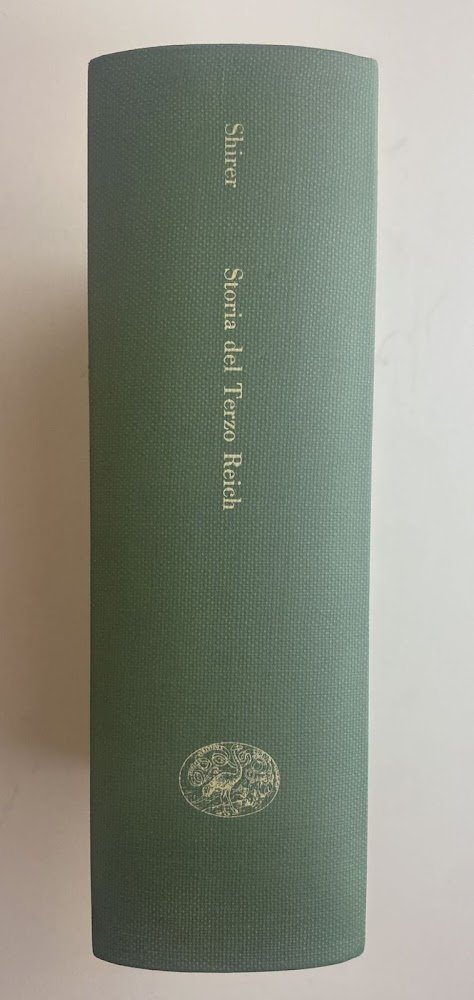 Shirer
Storia del Terzo Reich